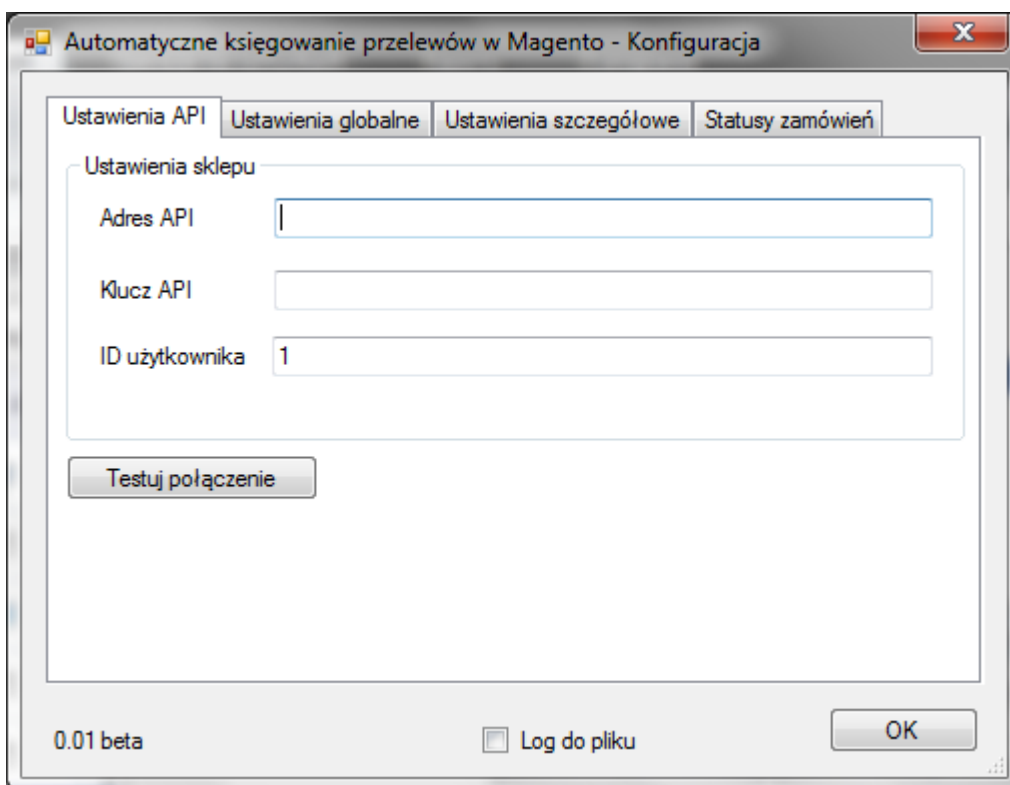 Automatyczne księgowanie przelewów w Magento - Konfiguracja
Ustawienia API Ustawienia globalne Ustawienia szczegółowe Statusy zamówień
Ustawienia sklepu
Adres API
Klucz API
ID użytkownika 1
Testuj połączenie
0.01 beta Log do pliku OK